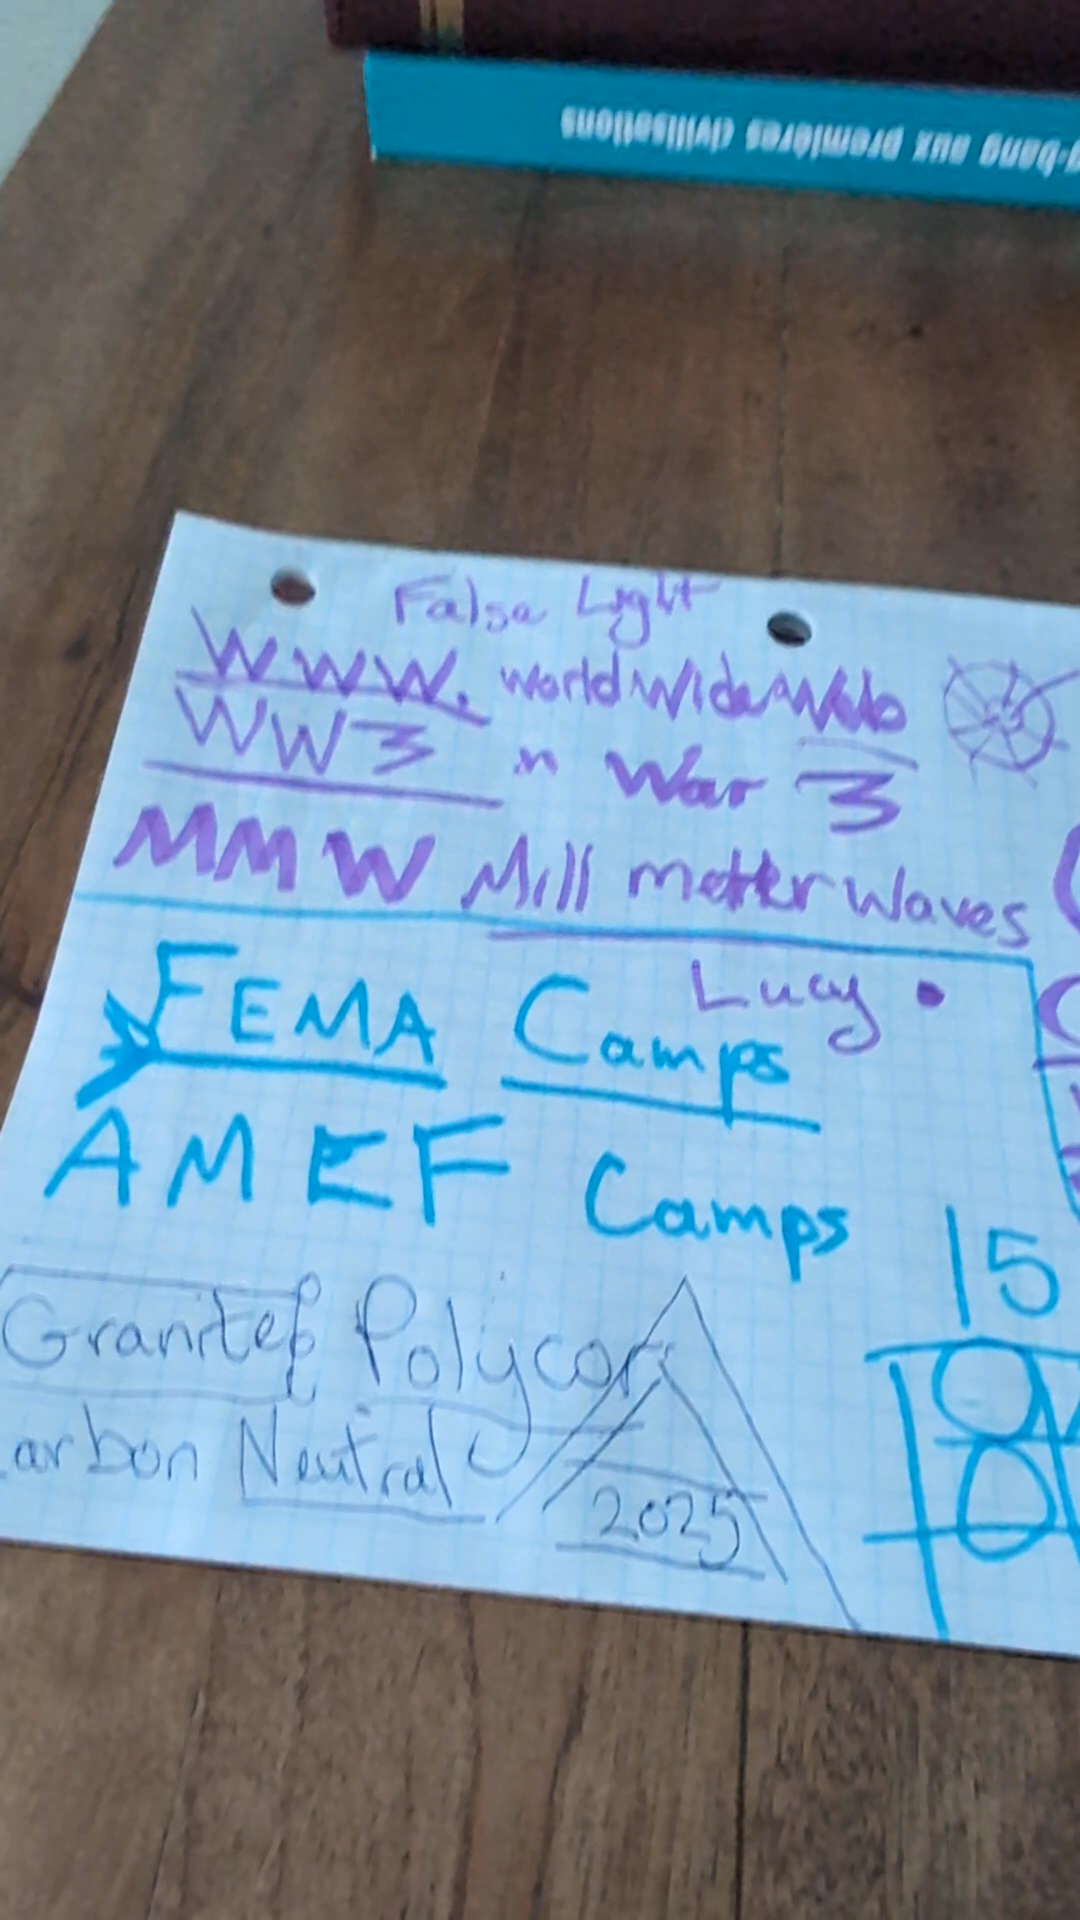 g-bang aux premières civilisations
False Light
WWW. World Wide Web
WW3 " War 3
MMW Mill metter Waves
Lucy •
FEMA Camps
AMEF Camps
15
Granite Polycor
arbon Neutral
2025